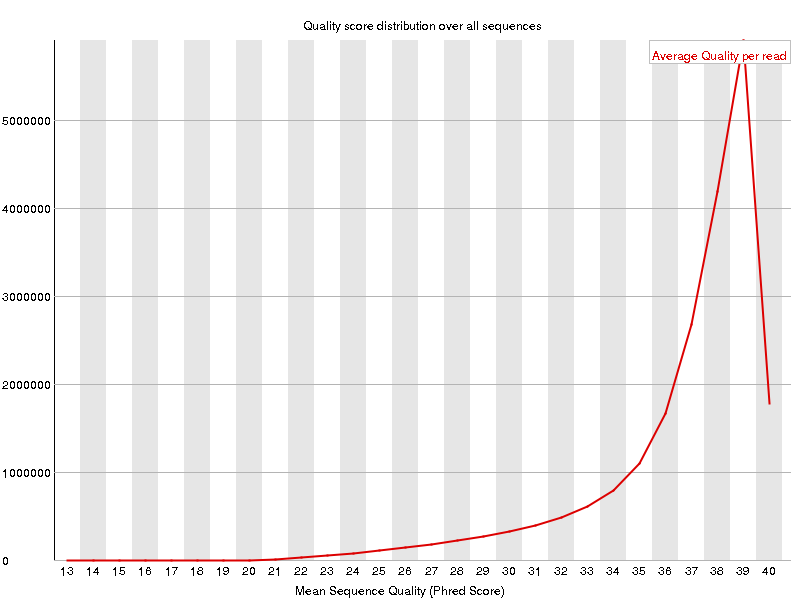 Quality score distribution over all sequences
Average Quality per read
5000000
4000000
3000000
2000000
1000000
0
13 14 15 16 17 18 19 20 21 22 23 24 25 26 27 28 29 30 31 32 33 34 35 36 37 38 39 40
Mean Sequence Quality (Phred Score)